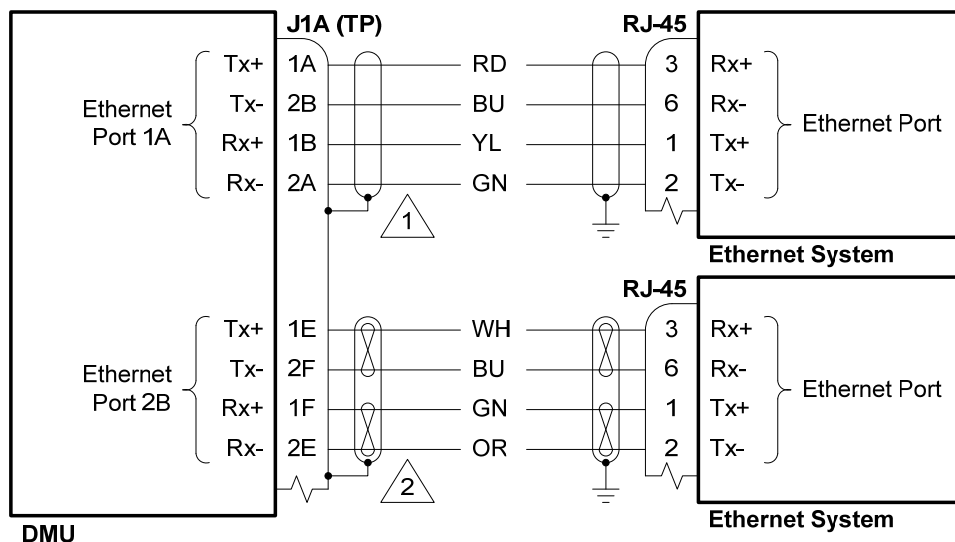 J1A (TP) RJ-45
Tx+ 1A RD 3 Rx+
Ethernet Port 1A
Tx- 2B BU 6 Rx-
Ethernet Port
Rx+ 1B YL 1 Tx+
Rx- 2A GN 2 Tx-
1
Ethernet System
RJ-45
Tx+ 1E WH 3 Rx+
Ethernet Port 2B
Tx- 2F BU 6 Rx-
Ethernet Port
Rx+ 1F GN 1 Tx+
Rx- 2E OR 2 Tx-
2
DMU
Ethernet System